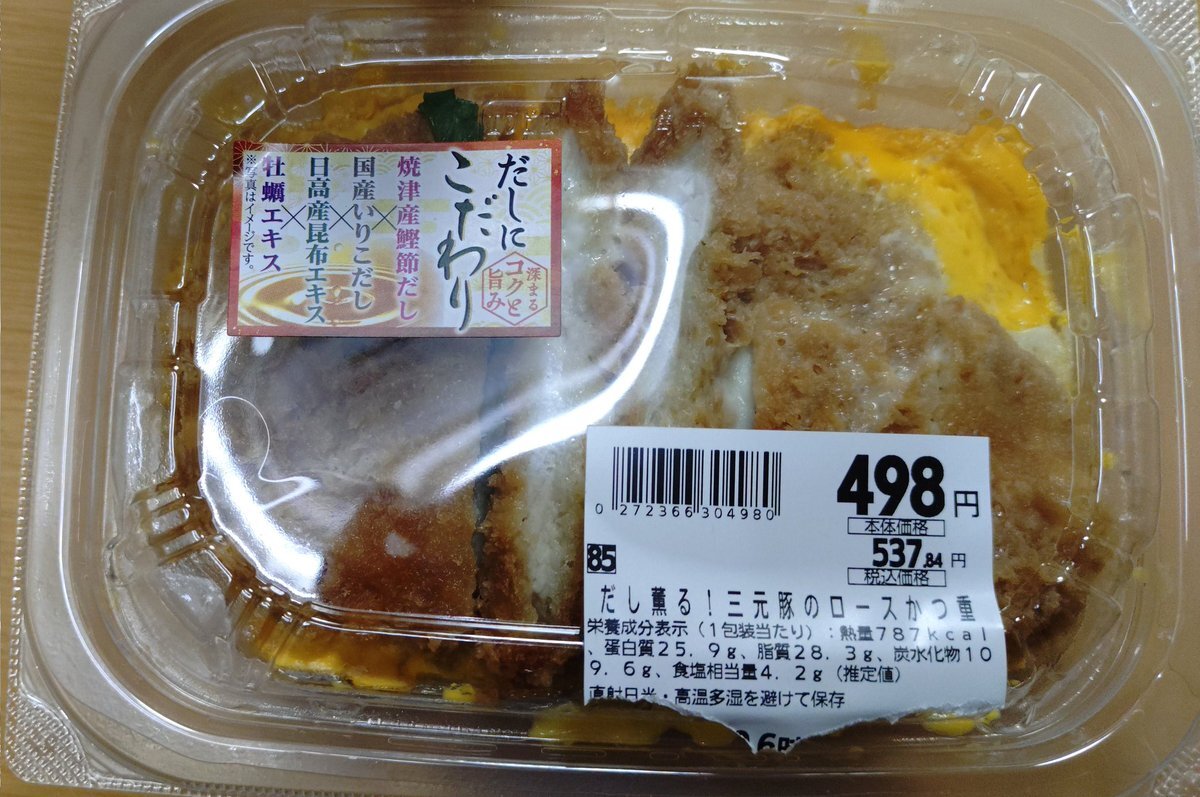 だしに
こだわり
深まる
コクと
旨み
焼津産鰹節だし
×
国産いりこだし
×
日高産昆布エキス
×
牡蠣エキス
※写真はイメージです。
0 272366 304980
498円
本体価格
537.84円
税込価格
85
だし薫る!三元豚のロースかつ重
栄養成分表示(1包装当たり):熱量787kcal
、蛋白質25.9g、脂質28.3g、炭水化物10
9.6g、食塩相当量4.2g(推定値)
直射日光・高温多湿を避けて保存